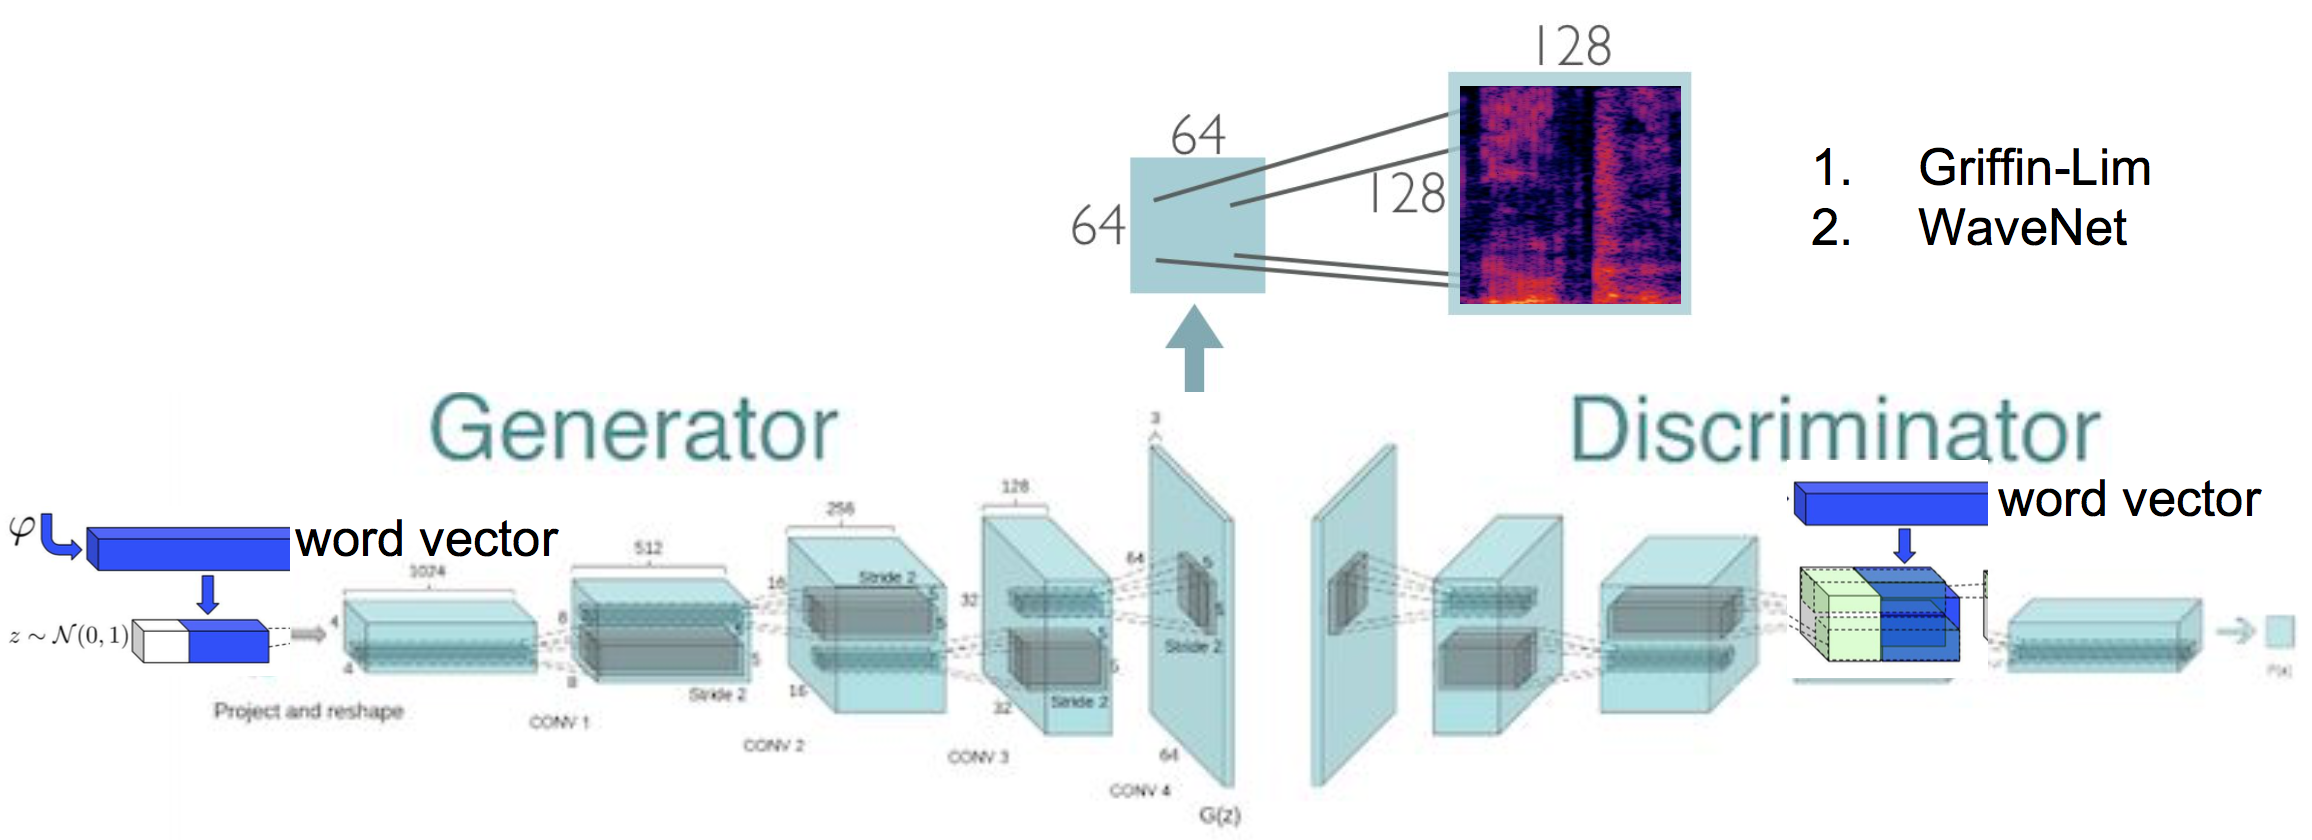 128
64
128
64
1. Griffin-Lim
2. WaveNet
Generator
Discriminator
3
φ
word vector
word vector
1024
512
256
128
64
z ~ N(0, 1)
4
4
8
8
16
16
32
32
5
5
5
5
5
5
5
Stride 2
Stride 2
Stride 2
Stride 2
64
Project and reshape
CONV 1
CONV 2
CONV 3
CONV 4
G(z)